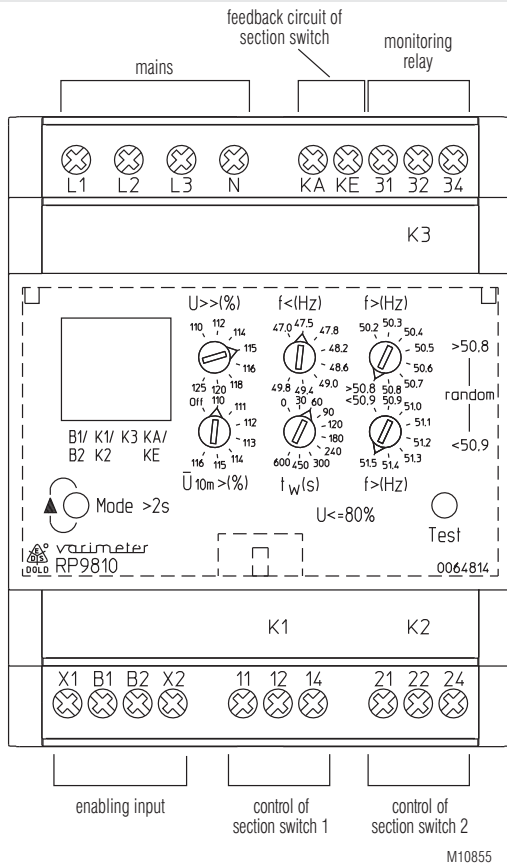 feedback circuit of
section switch
monitoring
relay
mains
L1 L2 L3 N KA KE 31 32 34
K3
U>>(%) f<(Hz) f>(Hz)
110 112 114 115 116 118 120 125
47.0 47.5 47.8 48.2 48.6 49.0 49.4 49.8
50.2 50.3 50.4 50.5 50.6 50.7 50.8 >50.8
>50.8
random
<50.9
Off 110 111 112 113 114 115 116
0 30 60 90 120 180 240 300 450 600
<50.9 50.9 51.0 51.1 51.2 51.3 51.4 51.5
Ū10m>(%) tw(s) f>(Hz)
B1/ K1/ K3 KA/
B2 K2 KE
Mode >2s
U<=80%
Test
E D S
DOLD
varimeter
RP9810
0064814
K1 K2
X1 B1 B2 X2 11 12 14 21 22 24
enabling input
control of
section switch 1
control of
section switch 2
M10855